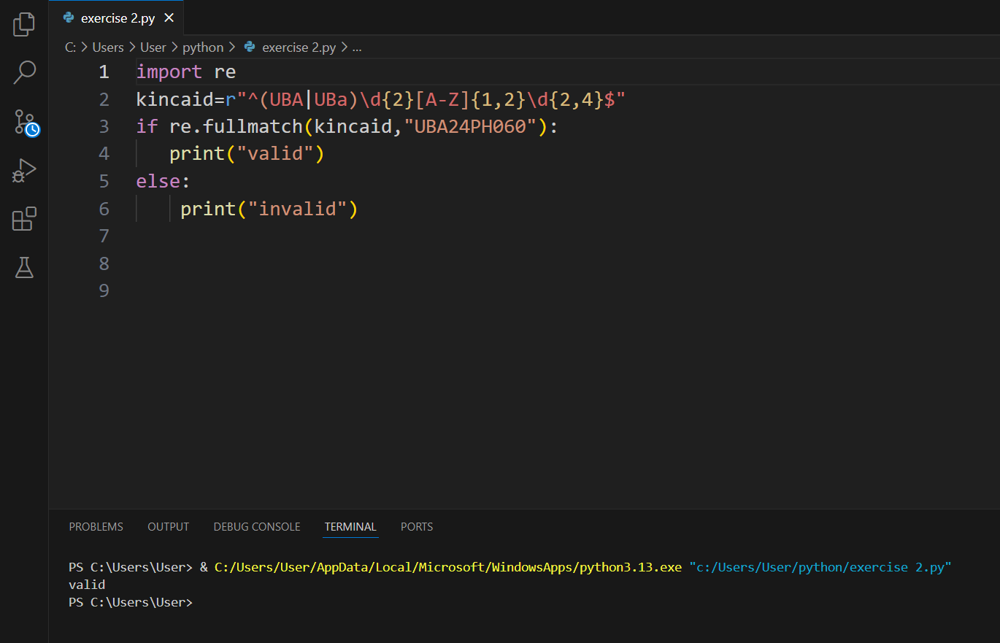 exercise 2.py ×
C: > Users > User > python > exercise 2.py > ...
1 import re
2 kincaid=r"^(UBA|UBa)\d{2}[A-Z]{1,2}\d{2,4}$"
3 if re.fullmatch(kincaid,"UBA24PH060"):
4    print("valid")
5 else:
6     print("invalid")
7
8
9
PROBLEMS OUTPUT DEBUG CONSOLE TERMINAL PORTS
PS C:\Users\User> & C:/Users/User/AppData/Local/Microsoft/WindowsApps/python3.13.exe "c:/Users/User/python/exercise 2.py"
valid
PS C:\Users\User>